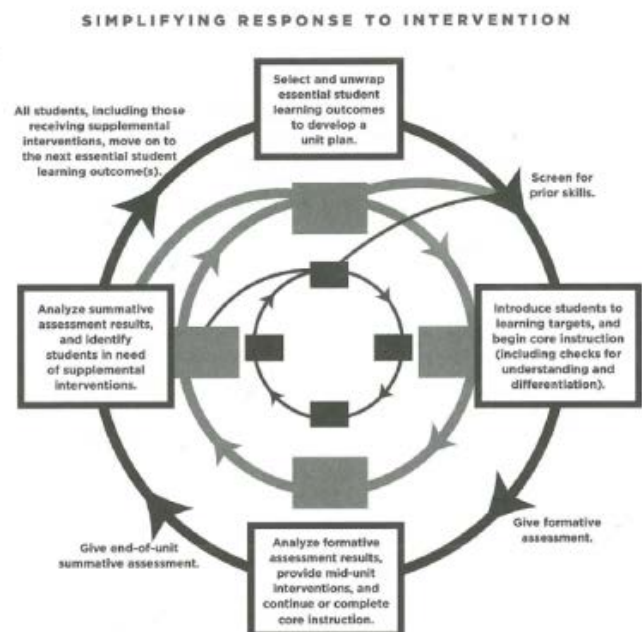 SIMPLIFYING RESPONSE TO INTERVENTION
Select and unwrap
essential student
learning outcomes
to develop a
unit plan.
All students, including those
receiving supplemental
interventions, move on to
the next essential student
learning outcome(s).
Screen for
prior skills.
Analyze summative
assessment results,
and identify
students in need
of supplemental
interventions.
Introduce students to
learning targets, and
begin core instruction
(including checks for
understanding and
differentiation).
Give end-of-unit
summative assessment.
Give formative
assessment.
Analyze formative
assessment results,
provide mid-unit
interventions, and
continue or complete
core instruction.